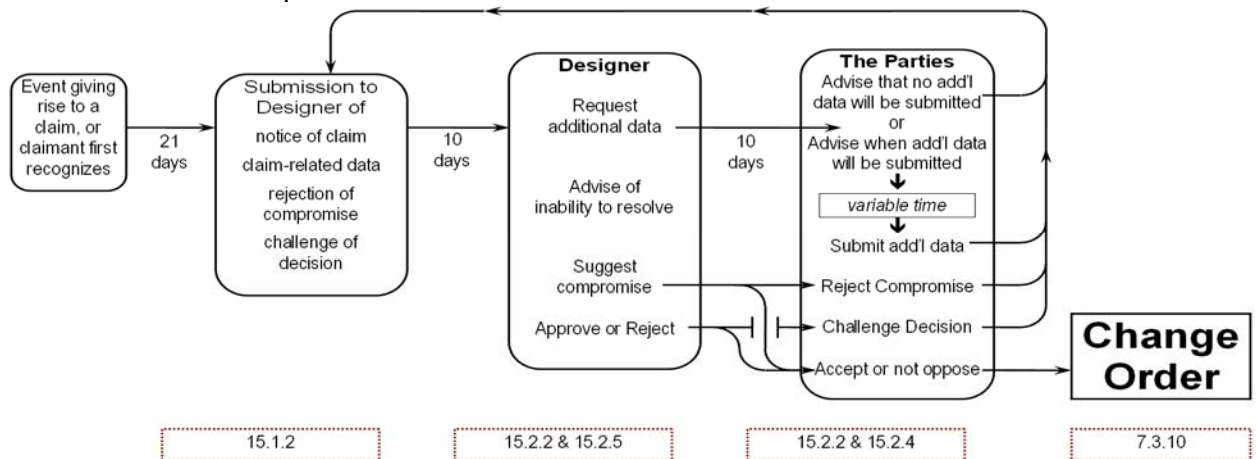 Event giving
rise to a
claim, or
claimant first
recognizes
21
days
Submission to
Designer of
notice of claim
claim-related data
rejection of
compromise
challenge of
decision
10
days
Designer
Request
additional data
Advise of
inability to resolve
Suggest
compromise
Approve or Reject
10
days
The Parties
Advise that no add'l
data will be submitted
or
Advise when add'l data
will be submitted
variable time
Submit add'l data
Reject Compromise
Challenge Decision
Accept or not oppose
Change
Order
15.1.2
15.2.2 & 15.2.5
15.2.2 & 15.2.4
7.3.10